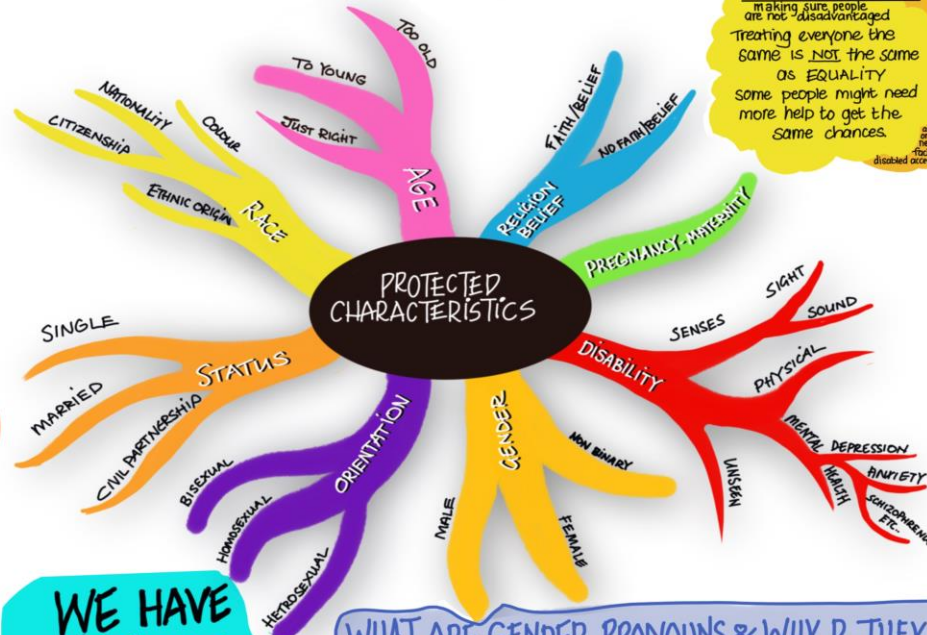 making sure people
are not disadvantaged
Treating everyone the
same is NOT the same
as EQUALITY
some people might need
more help to get the
same chances.
disabled
PROTECTED
CHARACTERISTICS
AGE
TOO OLD
TO YOUNG
JUST RIGHT
RACE
COLOUR
NATIONALITY
CITIZENSHIP
ETHNIC ORIGIN
RELIGION
BELIEF
FAITH/BELIEF
NO FAITH/BELIEF
PREGNANCY-MATERNITY
DISABILITY
SENSES
SIGHT
SOUND
PHYSICAL
MENTAL
HEALTH
DEPRESSION
ANXIETY
ETC..
UNSEEN
GENDER
NON BINARY
FEMALE
MALE
ORIENTATION
BISEXUAL
HOMOSEXUAL
HETROSEXUAL
STATUS
SINGLE
MARRIED
CIVIL PARTNERSHIP
WE HAVE
WHAT ARE GENDER PRONOUNS & WHY D THEY